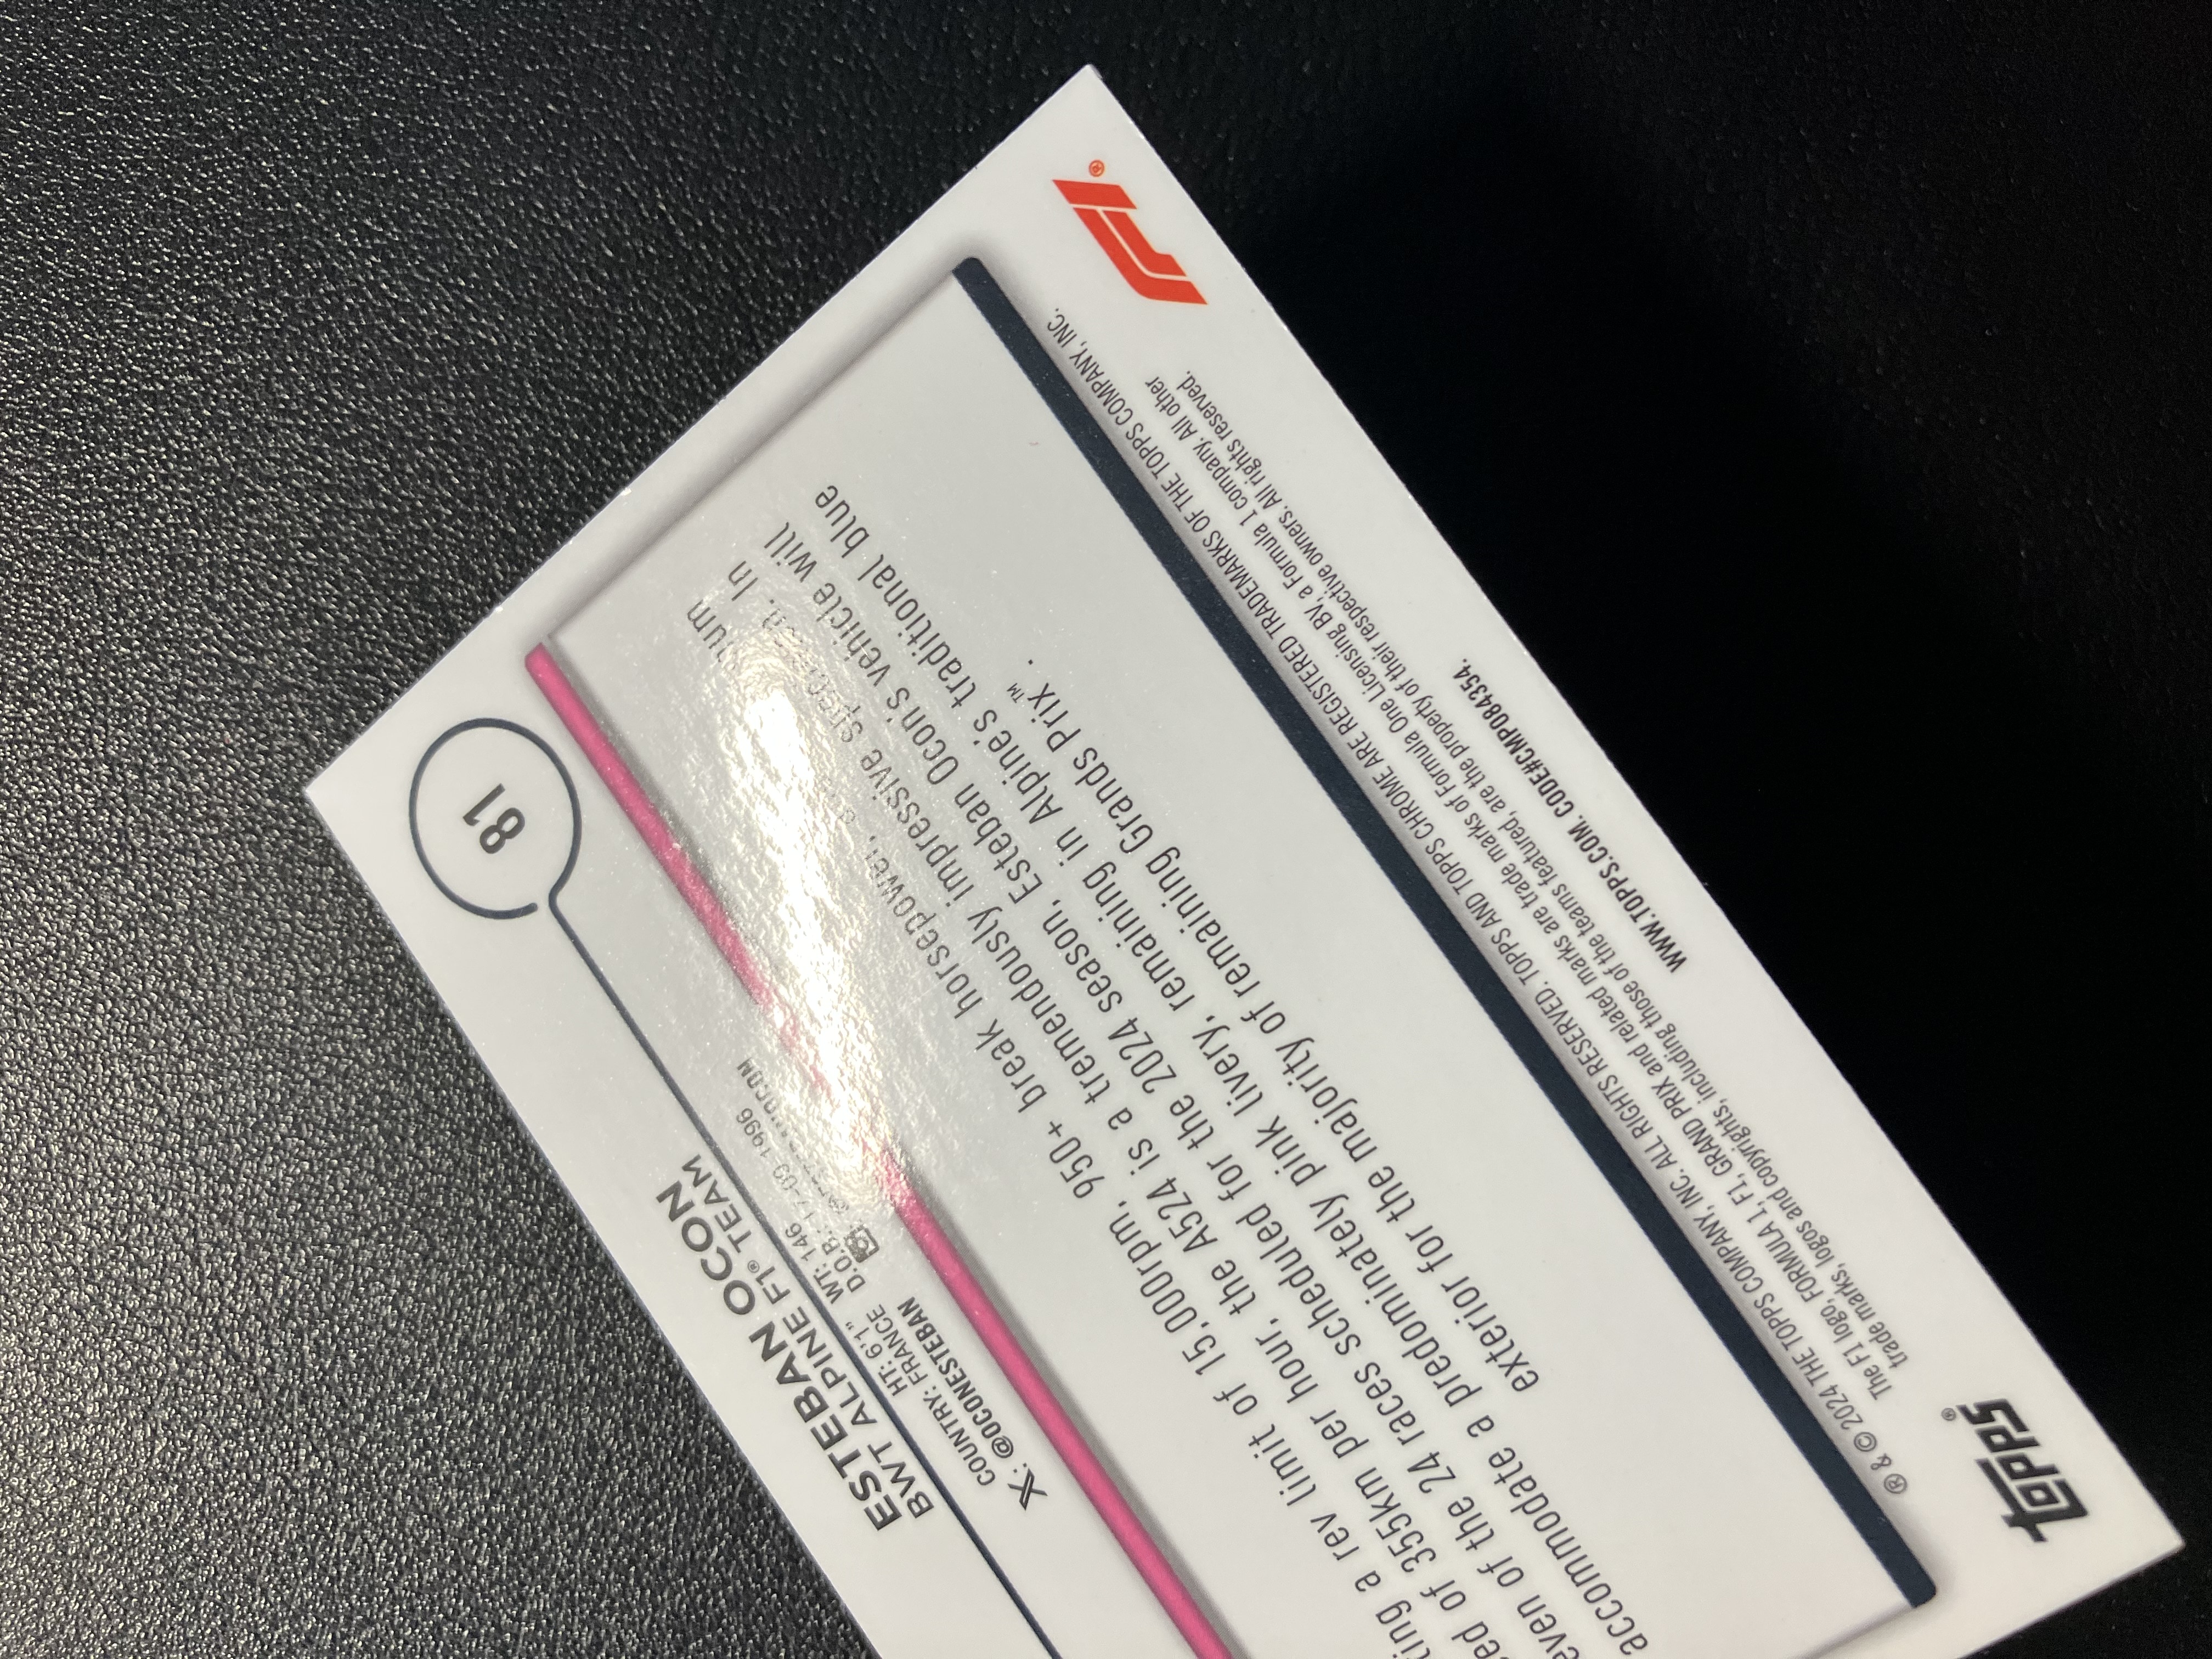 81
ESTEBAN OCON
BWT ALPINE F1® TEAM
HT: 6'1" WT: 146
COUNTRY: FRANCE D.O.B.: 17-09-1996
X: @OCONESTEBAN
a rev limit of 15,000rpm, 950+ break horsepower,
of 355km per hour, the A524 is a tremendously impressive In
even of the 24 races scheduled for the 2024 season, Esteban Ocon's vehicle will
accommodate a predominately pink livery, remaining in Alpine's traditional blue
exterior for the majority of remaining Grands Prix™.
® & © 2024 THE TOPPS COMPANY, INC. ALL RIGHTS RESERVED. TOPPS AND TOPPS CHROME ARE REGISTERED TRADEMARKS OF THE TOPPS COMPANY, INC.
The F1 logo, FORMULA 1, F1, GRAND PRIX and related marks are trade marks of Formula One Licensing BV, a Formula 1 company. All other
trade marks, logos and copyrights, including those of the teams featured, are the property of their respective owners. All rights reserved.
WWW.TOPPS.COM. CODE#CMP084354.
topps®
F1®